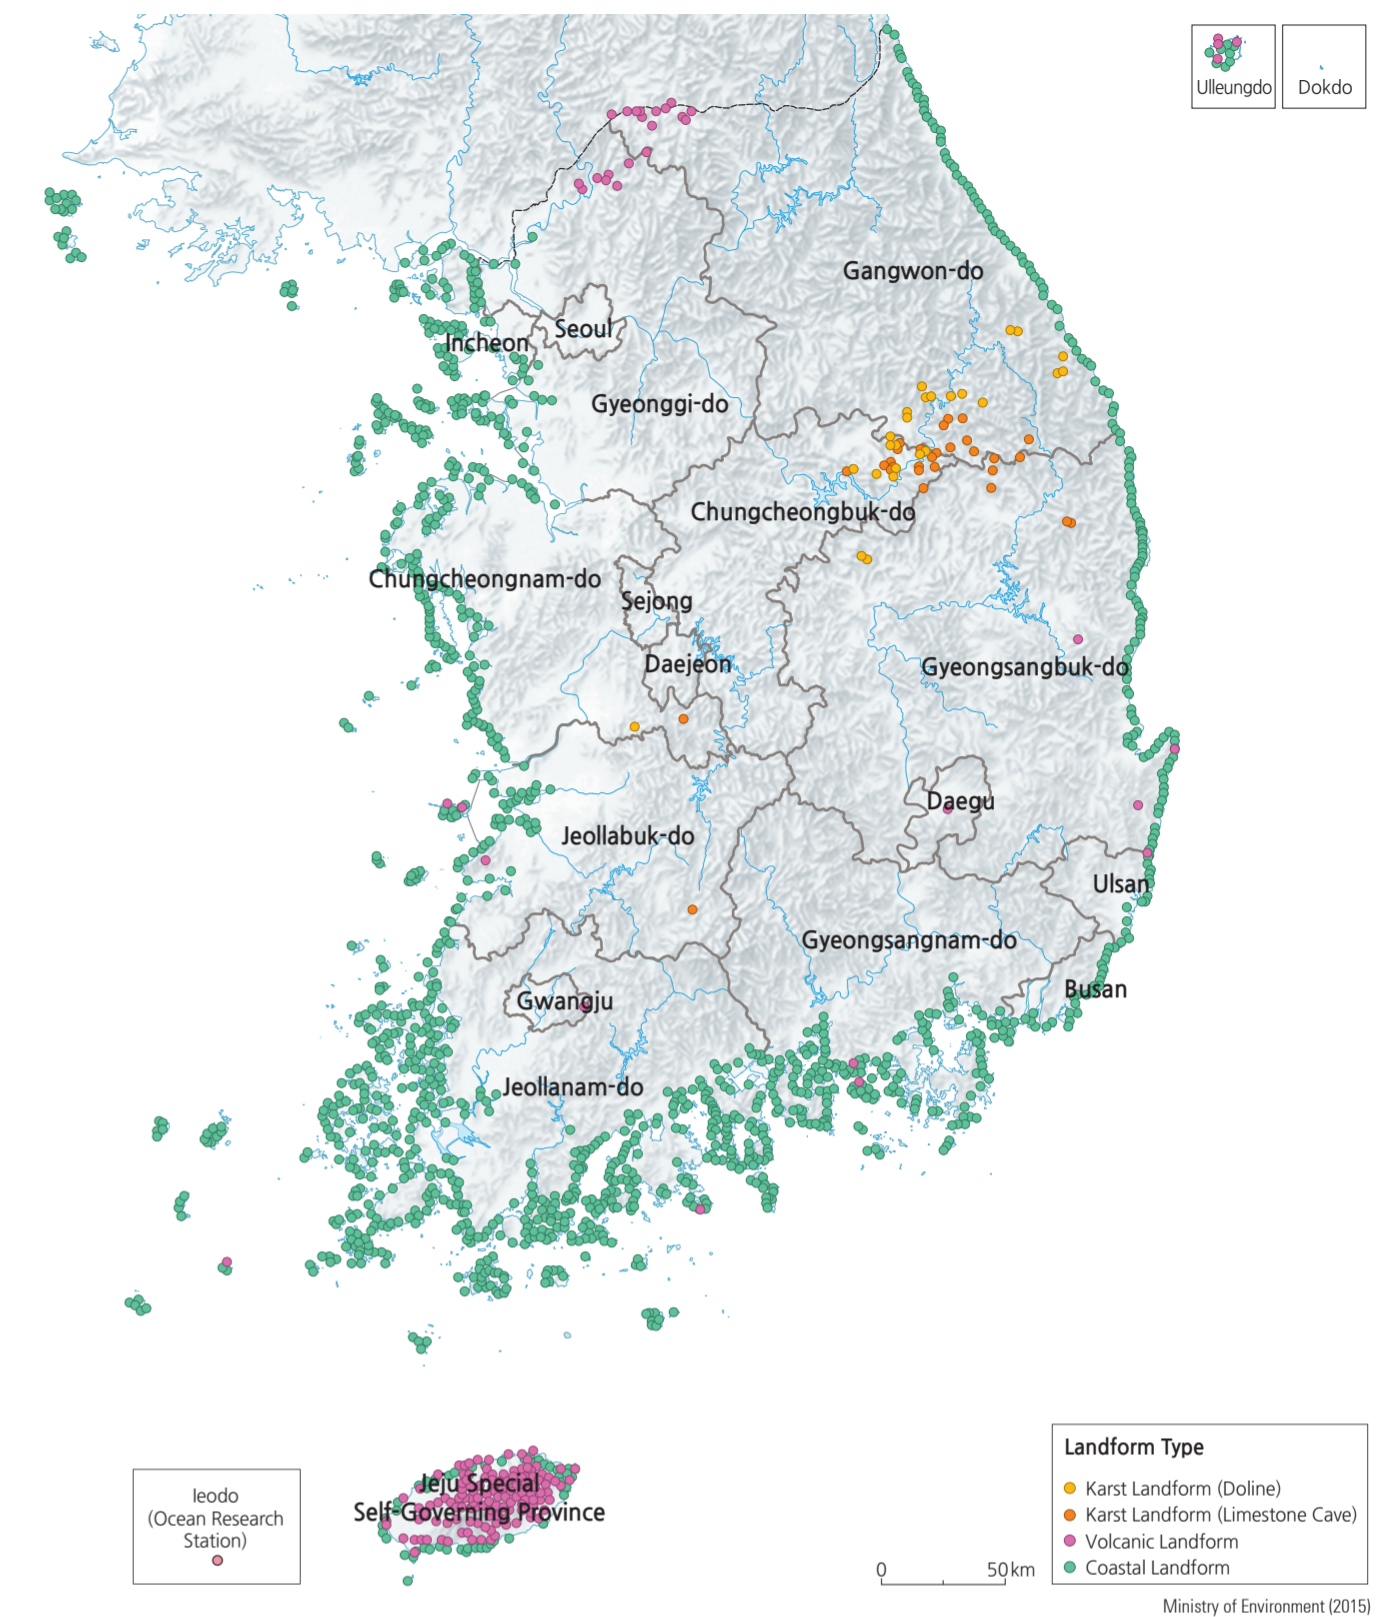 Ulleungdo
Dokdo
Gangwon-do
Seoul
Incheon
Gyeonggi-do
Chungcheongbuk-do
Chungcheongnam-do
Sejong
Daejeon
Gyeongsangbuk-do
Daegu
Jeollabuk-do
Ulsan
Gyeongsangnam-do
Busan
Gwangju
Jeollanam-do
Jeju Special
Self-Governing Province
Ieodo
(Ocean Research
Station)
0 50 km
Landform Type
Karst Landform (Doline)
Karst Landform (Limestone Cave)
Volcanic Landform
Coastal Landform
Ministry of Environment (2015)